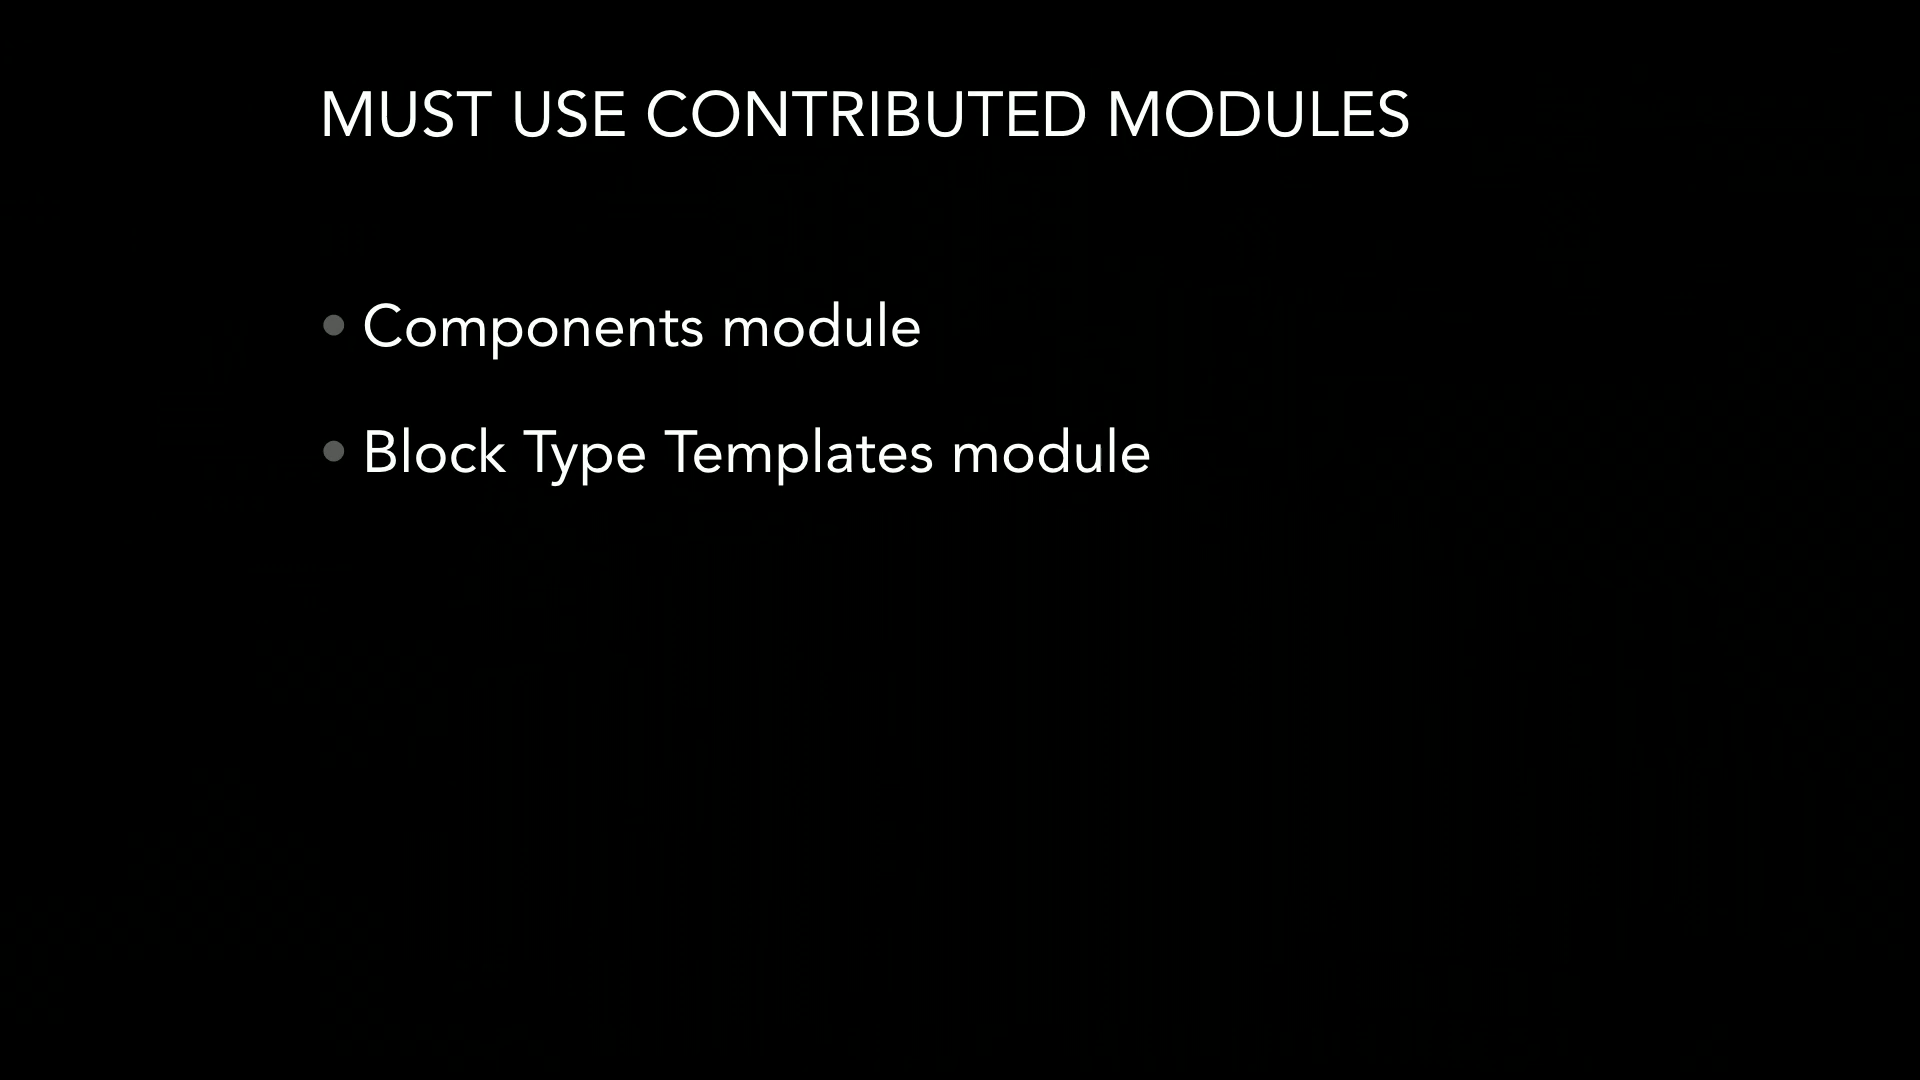 MUST USE CONTRIBUTED MODULES
• Components module
• Block Type Templates module